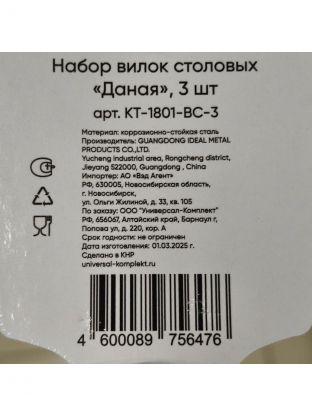 Набор вилок столовых
«Даная», 3 шт
арт. КТ-1801-ВС-3
Материал: коррозионно-стойкая сталь
Производитель: GUANGDONG IDEAL METAL
PRODUCTS CO.,LTD.
Yucheng industrial area, Rongcheng district,
Jieyang 522000, Guangdong , China
Импортер: АО «Вэд Агент»
РФ, 630005, Новосибирская область,
г. Новосибирск,
ул. Ольги Жилиной, д. 33, кв. 105
По заказу: ООО "Универсал-Комплект"
РФ, 656067, Алтайский край, Барнаул г,
Попова ул, д. 220, кор. А
Срок годности: не ограничен
Дата изготовления: 01.03.2025 г.
Сделано в КНР
universal-komplekt.ru
4 600089 756476